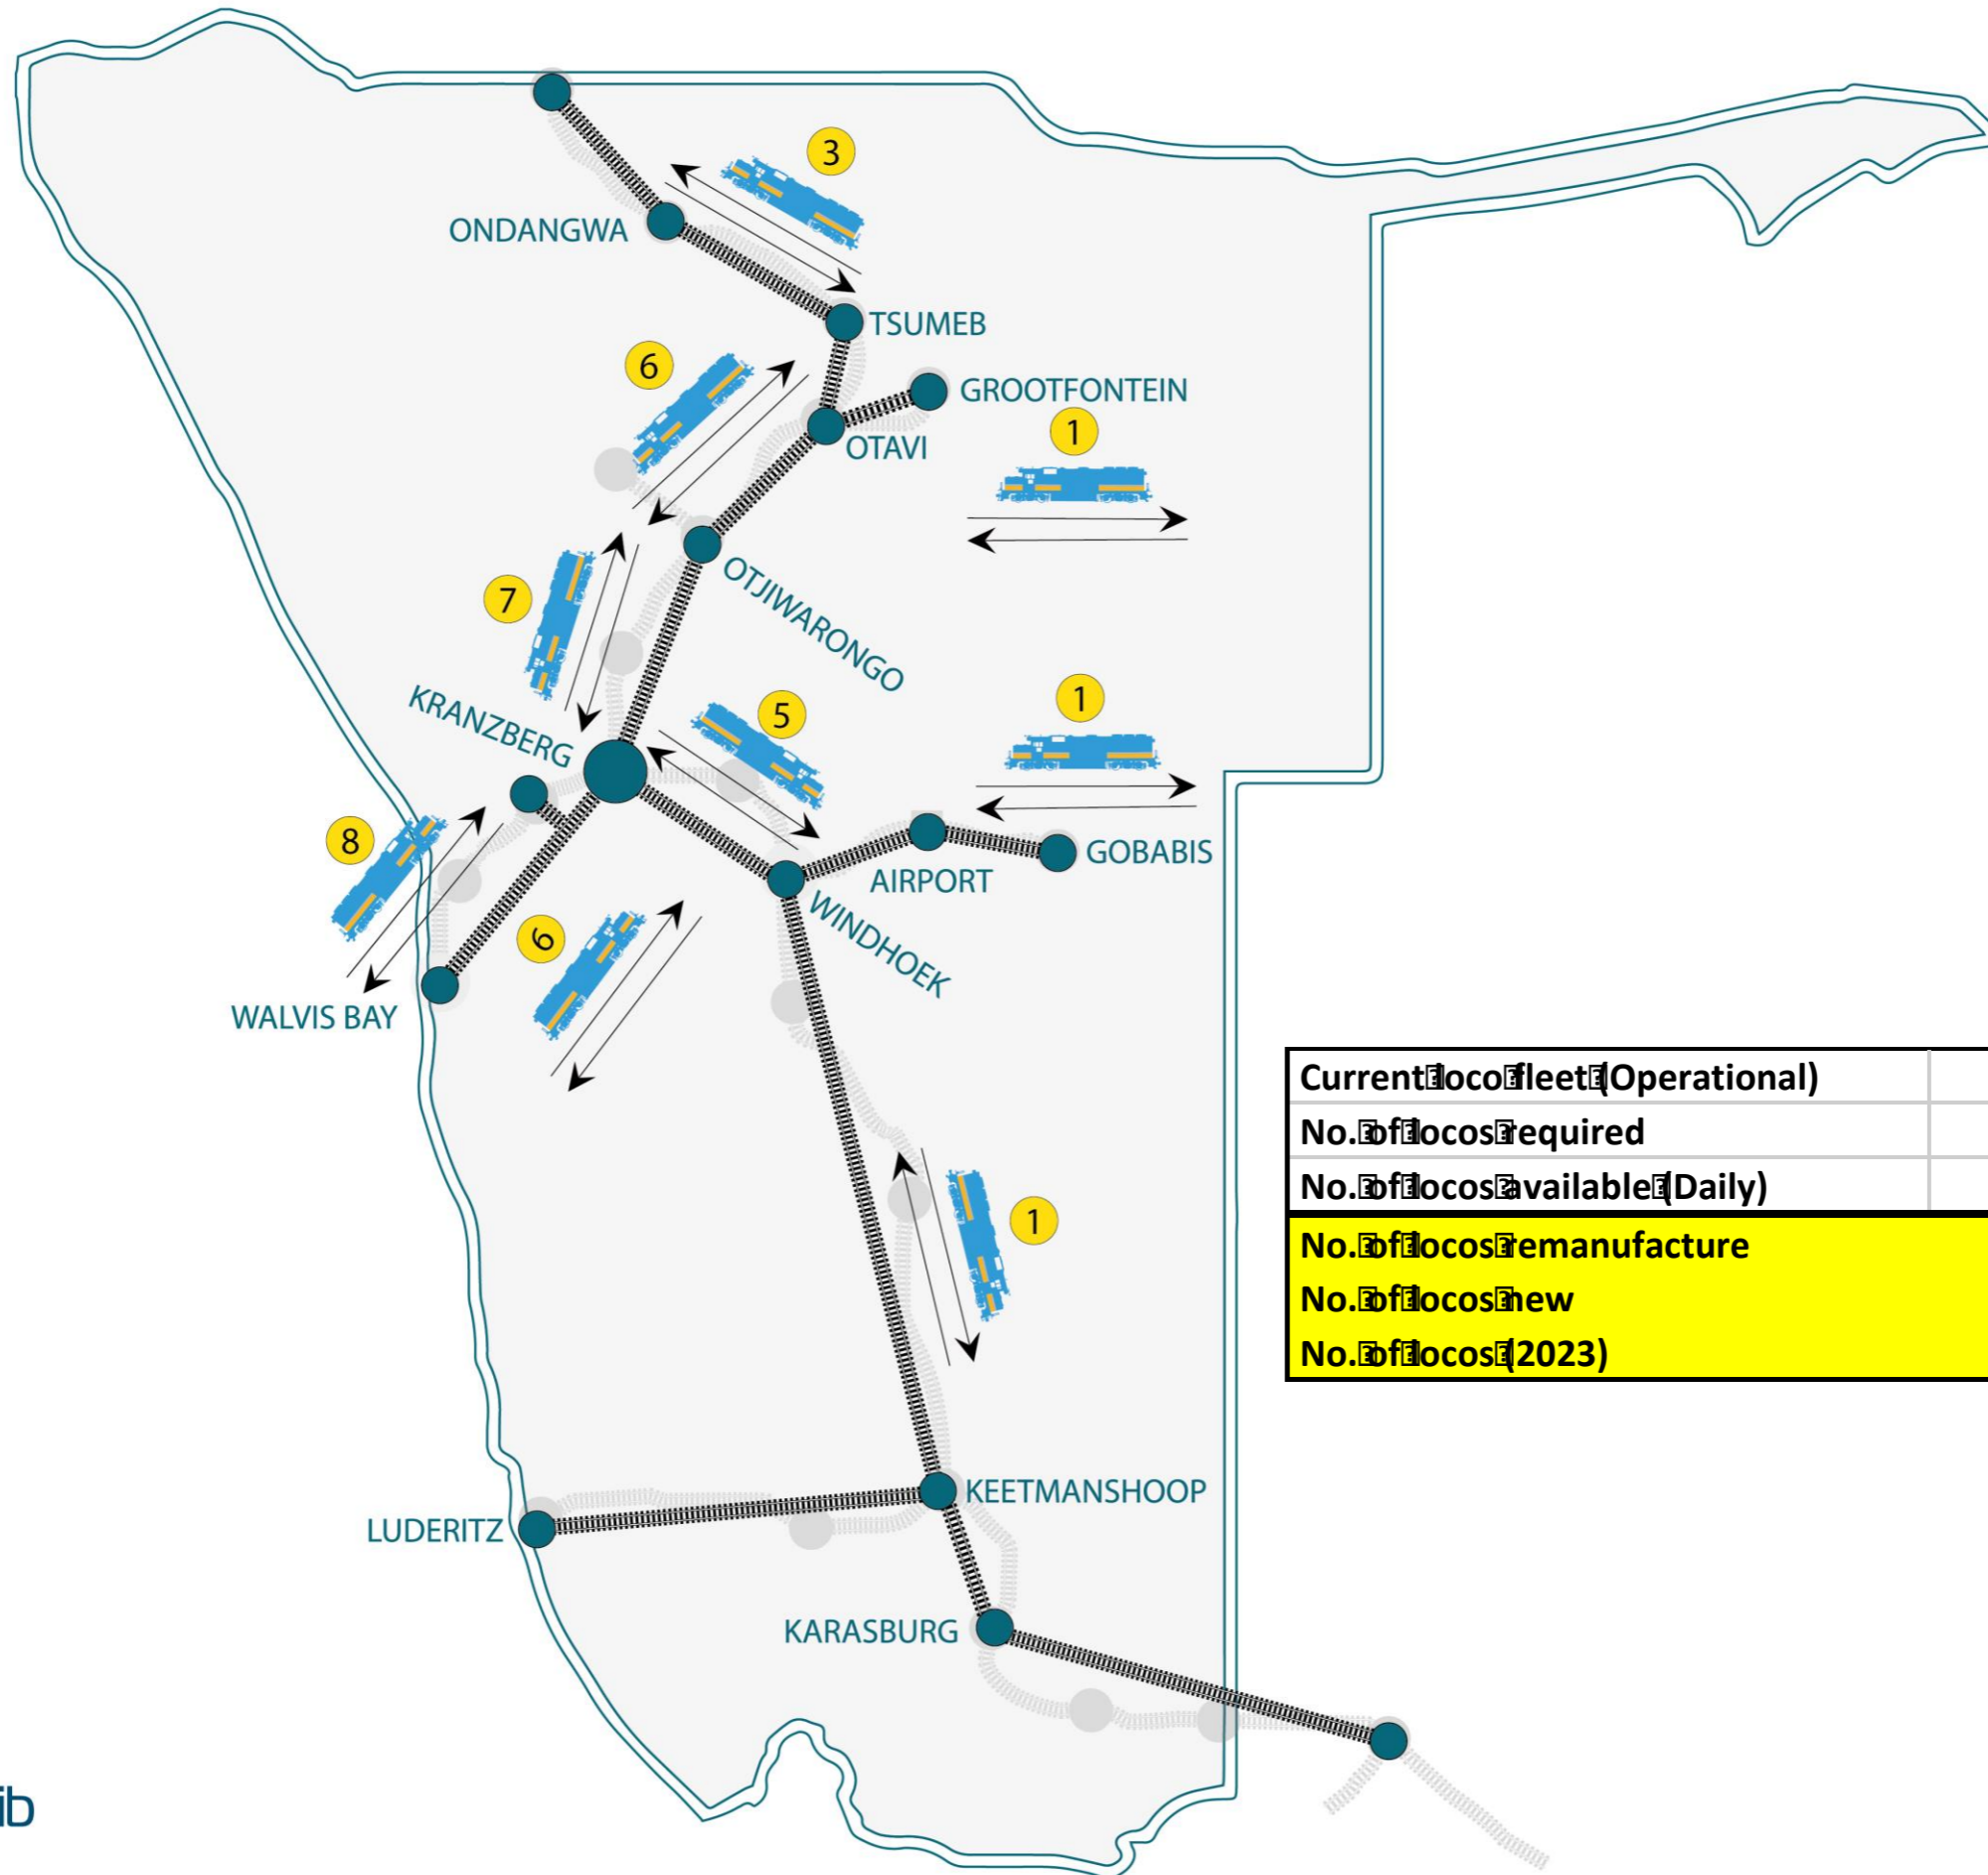 3
ONDANGWA
TSUMEB
6
GROOTFONTEIN
1
OTAVI
7
OTJIWARONGO
KRANZBERG
5
1
8
GOBABIS
AIRPORT
WINDHOEK
6
WALVIS BAY
Current loco fleet (Operational)
No. of locos required
No. of locos available (Daily)
No. of locos remanufacture
No. of locos new
No. of locos (2023)
1
KEETMANSHOOP
LUDERITZ
KARASBURG
ib